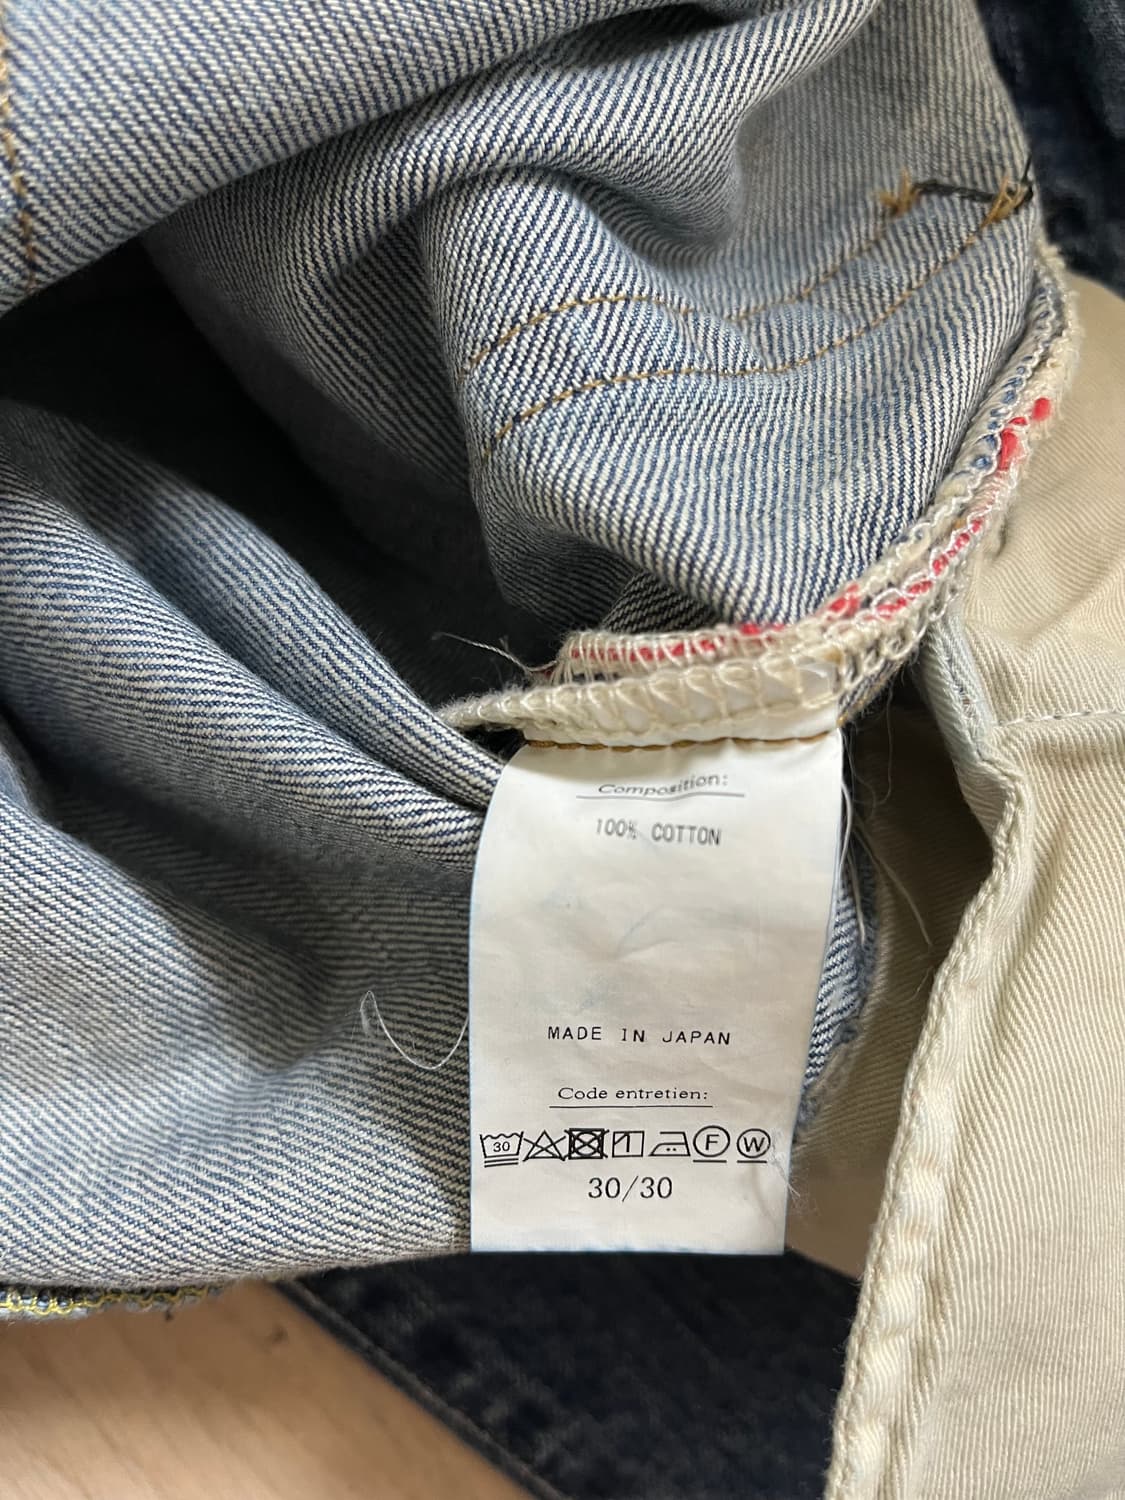 Composition:
100% COTTON
MADE IN JAPAN
Code entretien:
30 F W
30/30